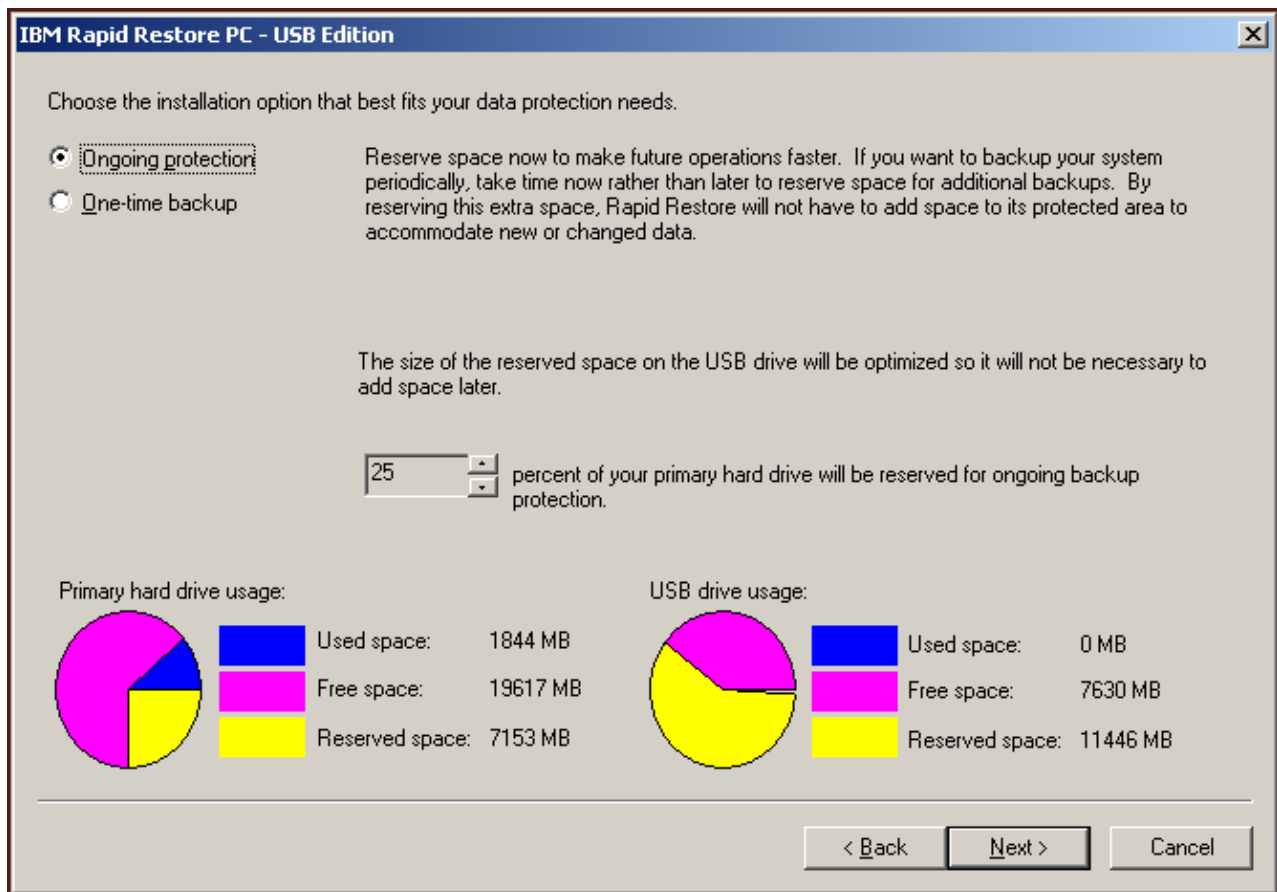 IBM Rapid Restore PC - USB Edition
Choose the installation option that best fits your data protection needs.
Ongoing protection
One-time backup
Reserve space now to make future operations faster.  If you want to backup your system
periodically, take time now rather than later to reserve space for additional backups.  By
reserving this extra space, Rapid Restore will not have to add space to its protected area to
accommodate new or changed data.
The size of the reserved space on the USB drive will be optimized so it will not be necessary to
add space later.
25
percent of your primary hard drive will be reserved for ongoing backup
protection.
Primary hard drive usage:
Used space: 1844 MB
Free space: 19617 MB
Reserved space: 7153 MB
USB drive usage:
Used space: 0 MB
Free space: 7630 MB
Reserved space: 11446 MB
< Back
Next >
Cancel